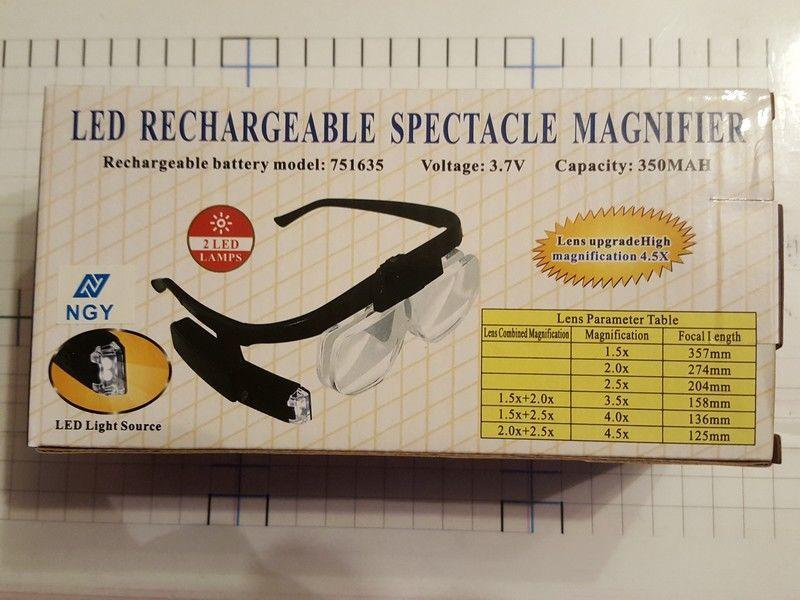 LED RECHARGEABLE SPECTACLE MAGNIFIER
Rechargeable battery model: 751635 Voltage: 3.7V Capacity: 350MAH
2 LED
LAMPS
Lens upgradeHigh
magnification 4.5X
NGY
LED Light Source
Lens Parameter Table
Lens Combined Magnification Magnification Focal l ength
1.5x 357mm
2.0x 274mm
2.5x 204mm
1.5x+2.0x 3.5x 158mm
1.5x+2.5x 4.0x 136mm
2.0x+2.5x 4.5x 125mm